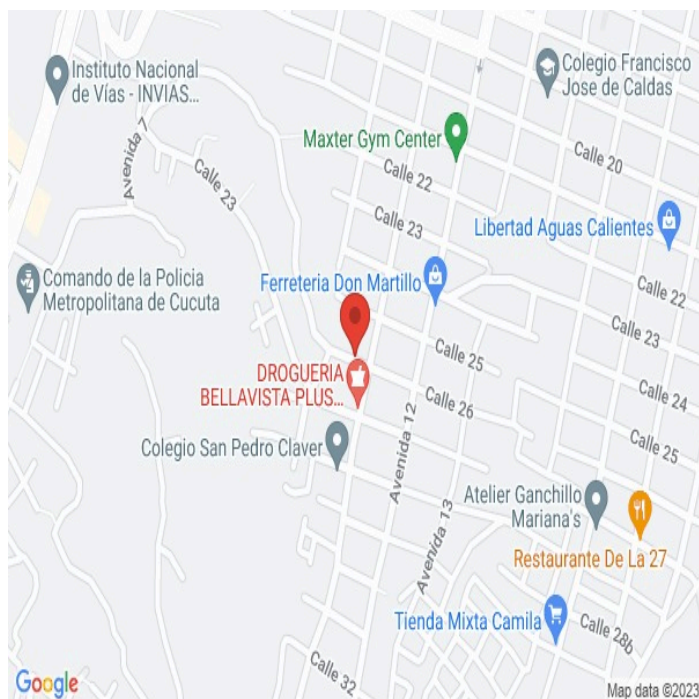 Instituto Nacional
de Vías - INVIAS...
Colegio Francisco
Jose de Caldas
Maxter Gym Center
Avenida 7
Calle 20
Calle 23
Calle 22
Calle 23
Libertad Aguas Calientes
Comando de la Policia
Metropolitana de Cucuta
Ferreteria Don Martillo
Calle 22
Calle 23
Calle 25
DROGUERIA
BELLAVISTA PLUS...
Calle 26
Calle 24
Avenida 12
Calle 25
Colegio San Pedro Claver
Atelier Ganchillo
Mariana's
Avenida 13
Restaurante De La 27
Tienda Mixta Camila
Calle 28b
Calle 32
Google
Map data ©2023